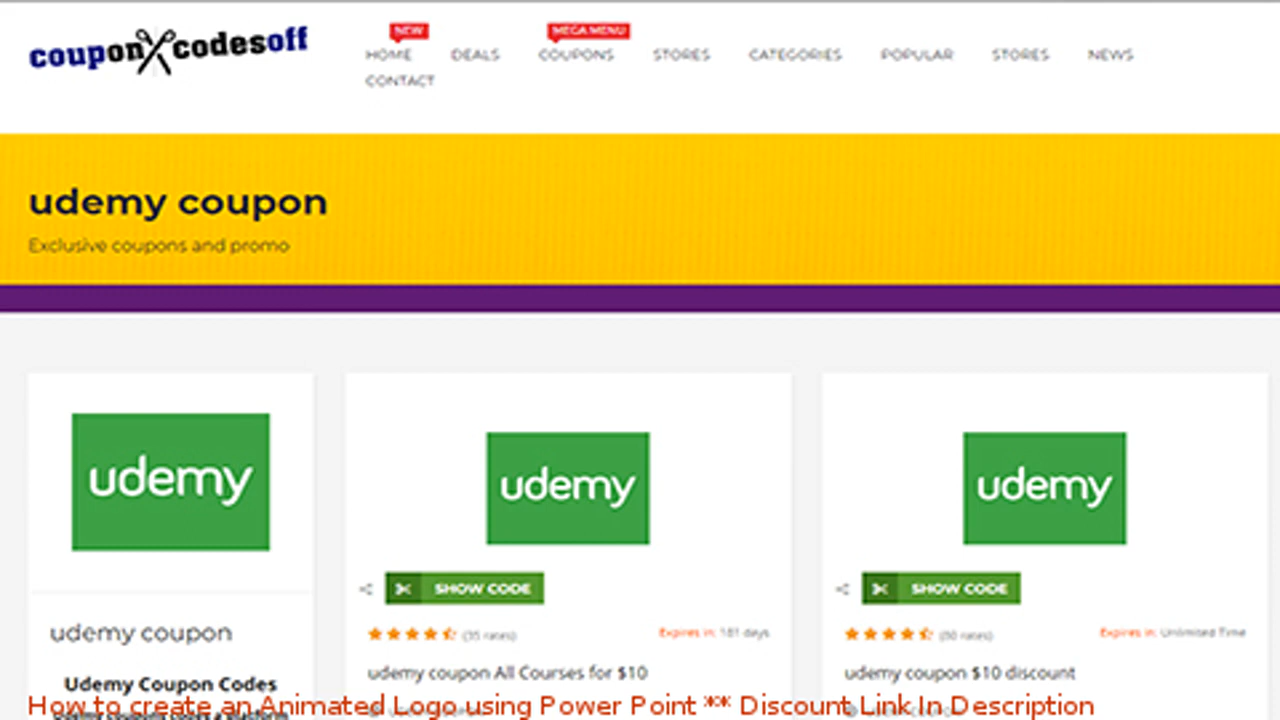 couponXcodesoff
NEW
MEGA MENU
HOME DEALS COUPONS STORES CATEGORIES POPULAR STORES NEWS
CONTACT
udemy coupon
Exclusive coupons and promo
udemy
udemy
udemy
SHOW CODE
SHOW CODE
(35 rates)
Expires in: 181 days
(80 rates)
Expires in: Unlimited Time
udemy coupon
udemy coupon All Courses for $10
udemy coupon $10 discount
Udemy Coupon Codes
How to create an Animated Logo using Power Point ** Discount Link In Description